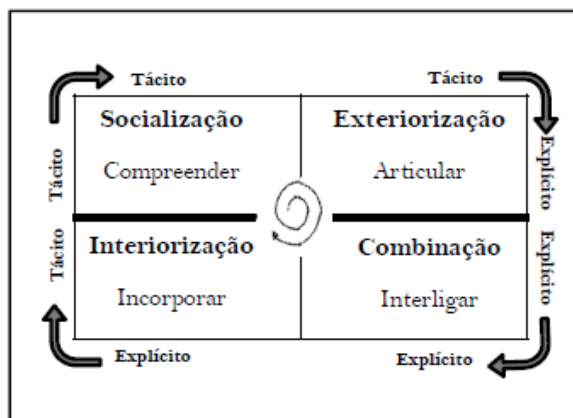 Tácito Tácito
Socialização Exteriorização
Compreender Articular
Tácito Explícito
Tácito Explícito
Interiorização Combinação
Incorporar Interligar
Explícito Explícito